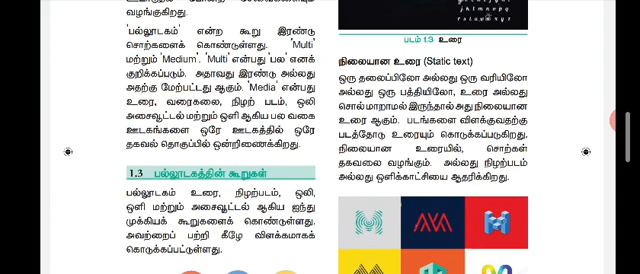 வழங்குகிறது.
'பல்லூடகம்' என்ற கூறு இரண்டு
சொற்களைக் கொண்டுள்ளது. 'Multi'
மற்றும் 'Medium'. 'Multi' என்பது 'பல' எனக்
குறிக்கப்படும். அதாவது இரண்டு அல்லது
அதற்கு மேற்பட்டது ஆகும். 'Media' என்பது
உரை, வரைகலை, நிழற் படம், ஒலி
அசைவூட்டல் மற்றும் ஒளி ஆகிய பல வகை
ஊடகங்களை ஒரே ஊடகத்தில் ஒரே
தகவல் தொகுப்பில் ஒன்றிணைக்கிறது.
1.3 பல்லூடகத்தின் கூறுகள்
பல்லூடகம் உரை, நிழற்படம், ஒலி,
ஒளி மற்றும் அசைவூட்டல் ஆகிய ஐந்து
முக்கியக் கூறுகளைக் கொண்டுள்ளது.
அவற்றைப் பற்றி கீழே விளக்கமாகக்
கொடுக்கப்பட்டுள்ளது.
படம் 1.3 உரை
நிலையான உரை (Static text)
ஒரு தலைப்பிலோ அல்லது ஒரு வரியிலோ
அல்லது ஒரு பத்தியிலோ, உரை அல்லது
சொல் மாறாமல் இருந்தால் அது நிலையான
உரை ஆகும். படங்களை விளக்குவதற்கு
படத்தோடு உரையும் கொடுக்கப்படுகிறது.
நிலையான உரையில், சொற்கள்
தகவலை வழங்கும். அல்லது நிழற்படம்
அல்லது ஒளிக்காட்சியை ஆதரிக்கிறது.